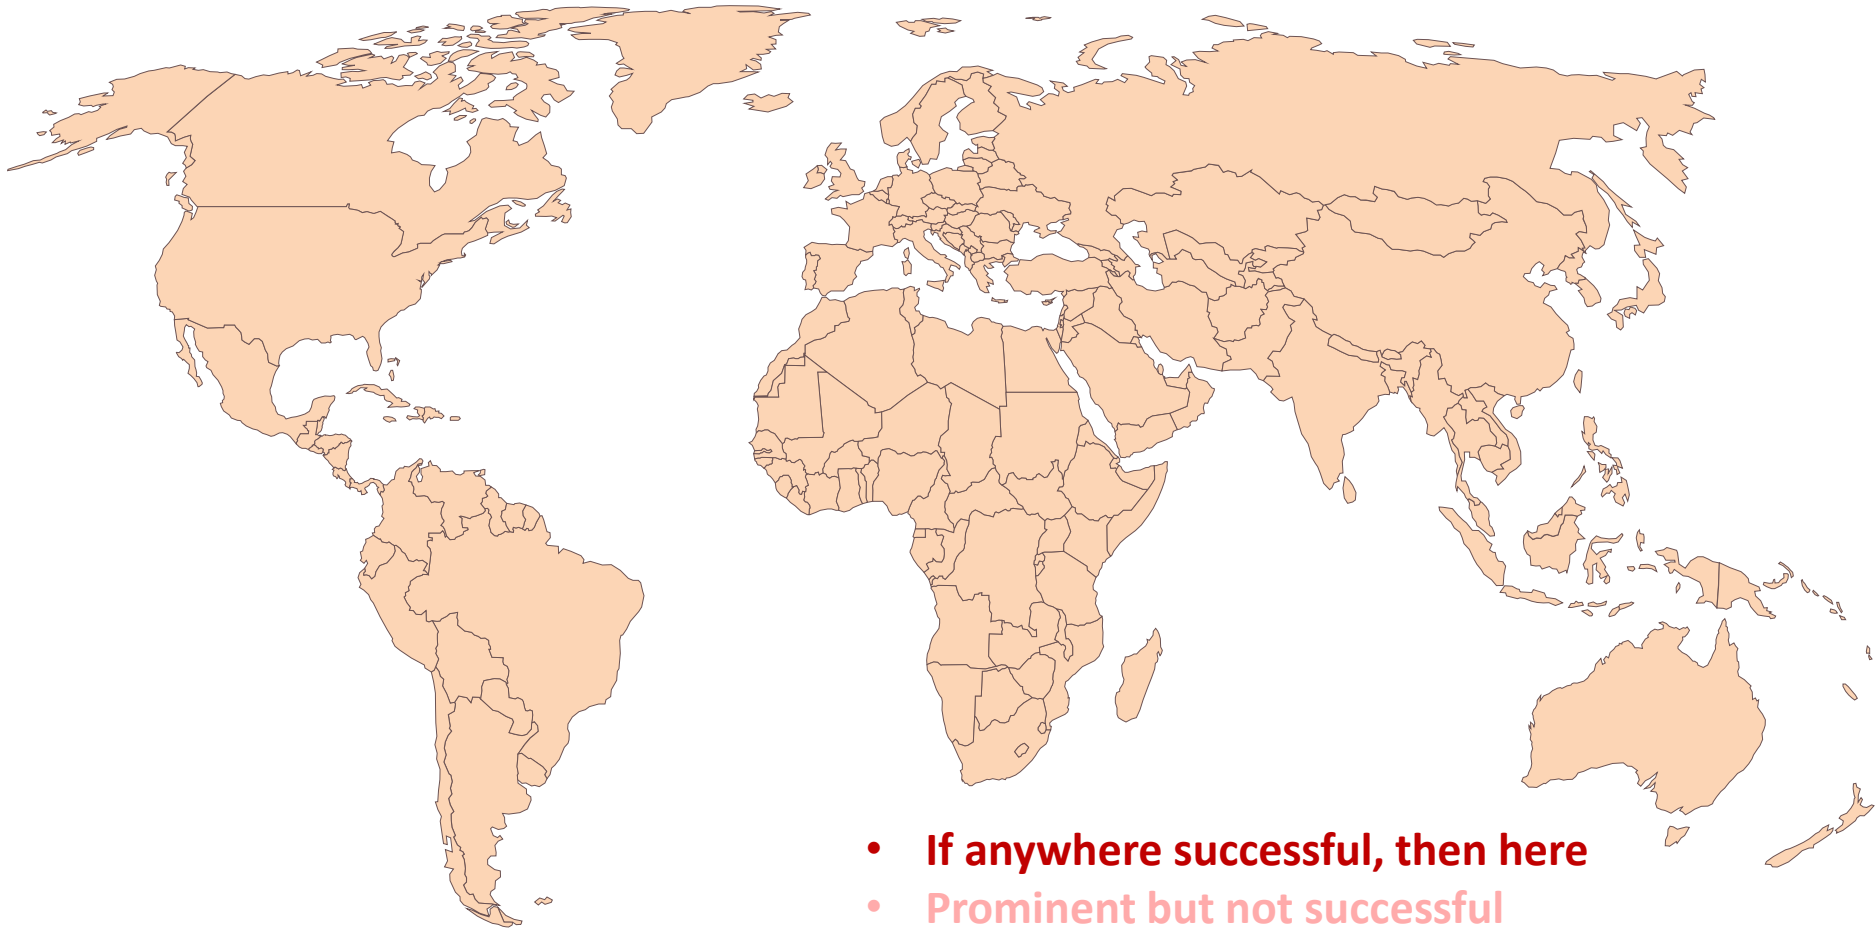 • If anywhere successful, then here
• Prominent but not successful